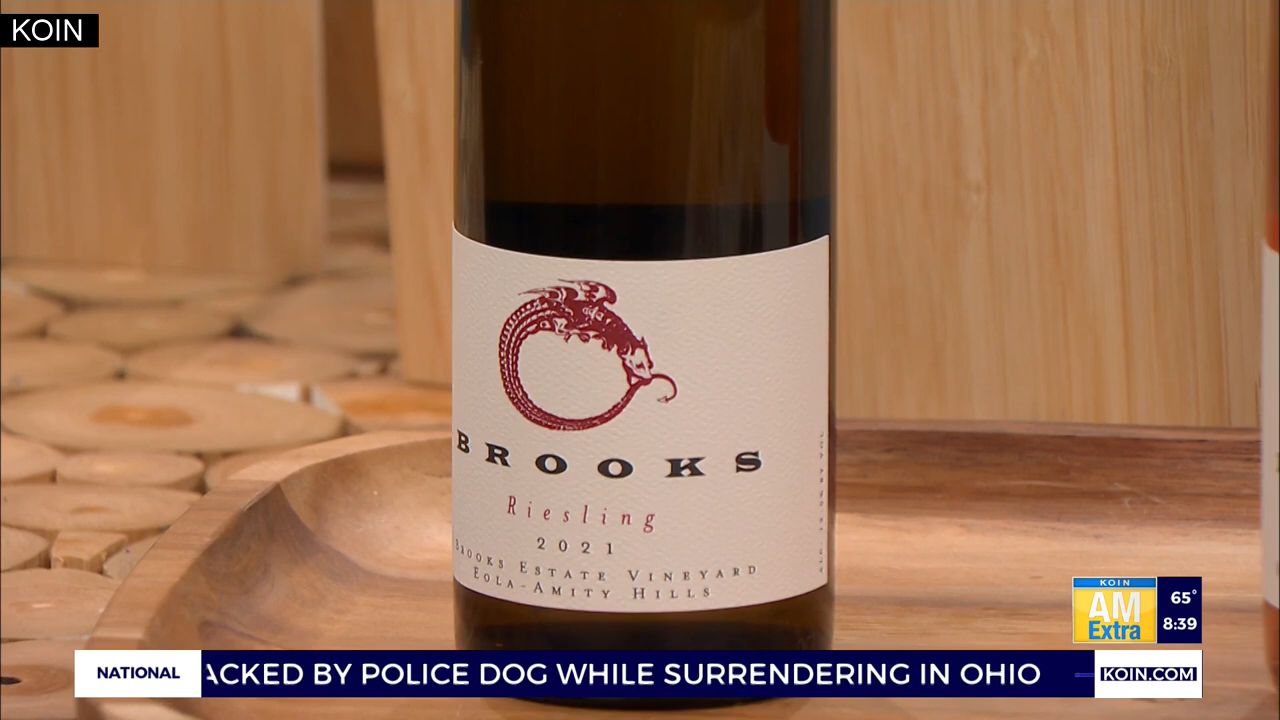 KOIN
BROOKS
Riesling
2021
BROOKS ESTATE VINEYARD
EOLA-AMITY HILLS
KOIN
AM
Extra
65°
8:39
NATIONAL
ACKED BY POLICE DOG WHILE SURRENDERING IN OHIO
KOIN.COM